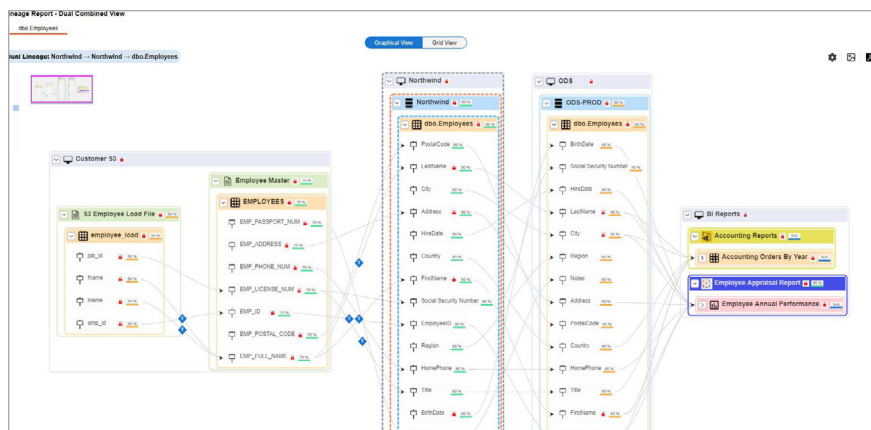 ineage Report - Dual Combined View
dbo.Employees
Graphical View Grid View
Dual Lineage: Northwind → Northwind → dbo.Employees
Customer S3
S3 Employee Load File
employee_load
job_id
fname
lname
emp_id
Employee Master
EMPLOYEES
EMP_PASSPORT_NUM
EMP_ADDRESS
EMP_PHONE_NUM
EMP_LICENSE_NUM
EMP_ID
EMP_POSTAL_CODE
EMP_FULL_NAME
Northwind
Northwind
dbo.Employees
PostalCode
LastName
City
Address
HireDate
Country
FirstName
Social Security Number
EmployeeID
Region
HomePhone
Title
BirthDate
ODS
ODS-PROD
dbo.Employees
BirthDate
Social Security Number
HireDate
LastName
City
Region
Notes
Address
PostalCode
Country
HomePhone
Title
FirstName
BI Reports
Accounting Reports
Accounting Orders By Year
Employee Appraisal Report
Employee Annual Performance